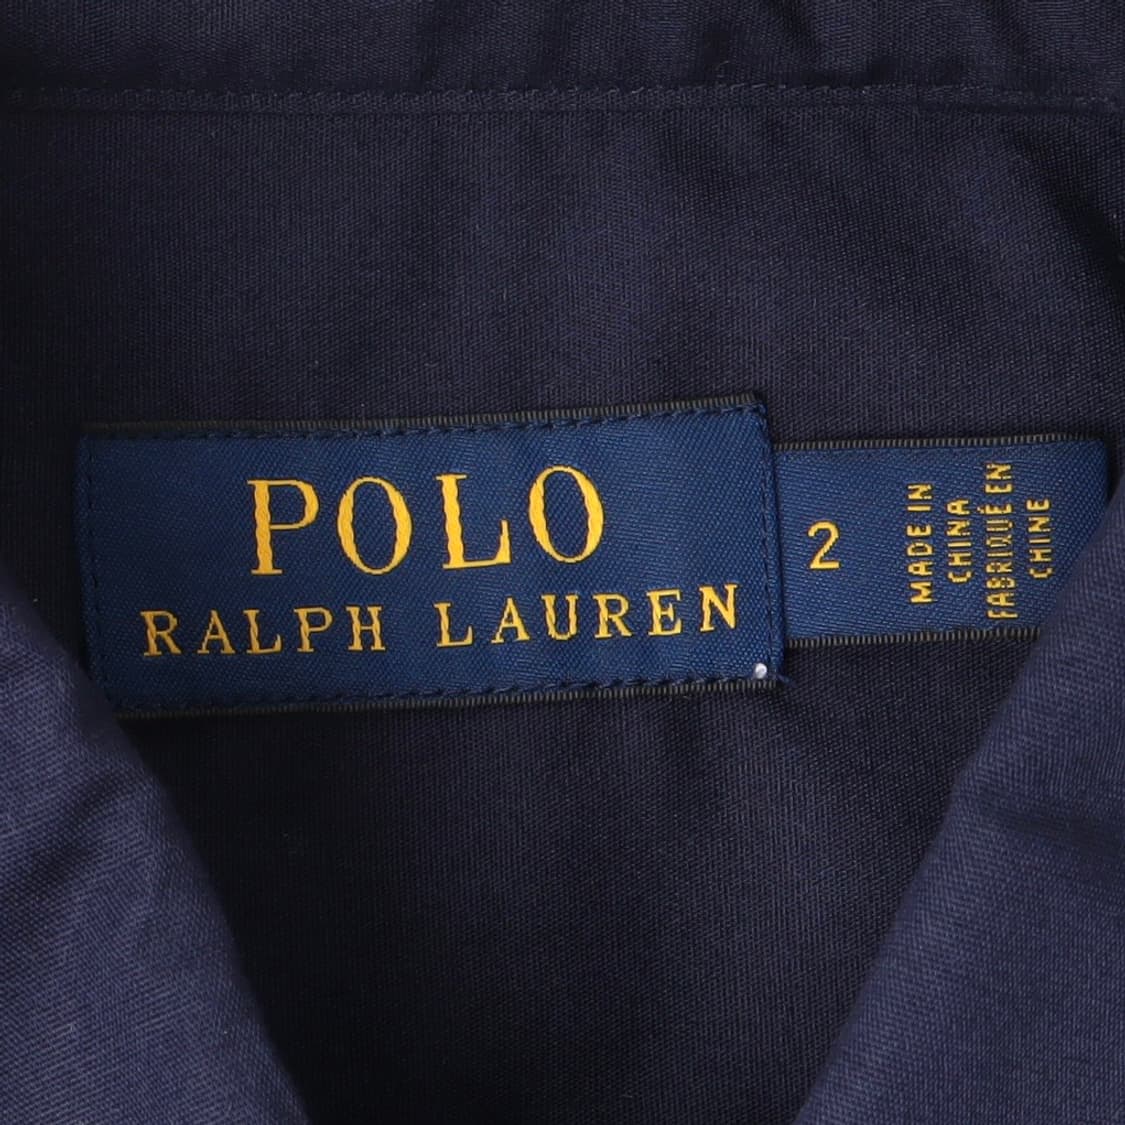 POLO
RALPH LAUREN
2
MADE IN
CHINA
FABRIQUÉ EN
CHINE